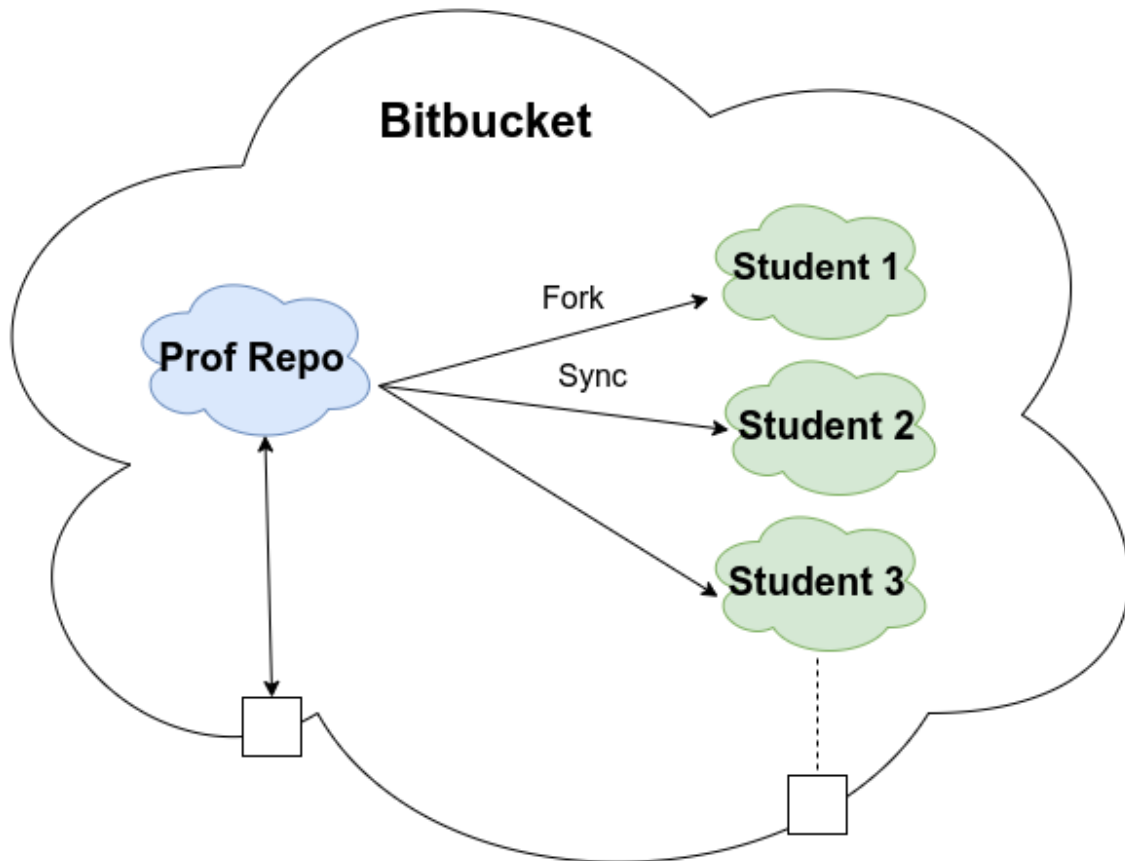 Bitbucket
Student 1
Fork
Prof Repo
Sync
Student 2
Student 3